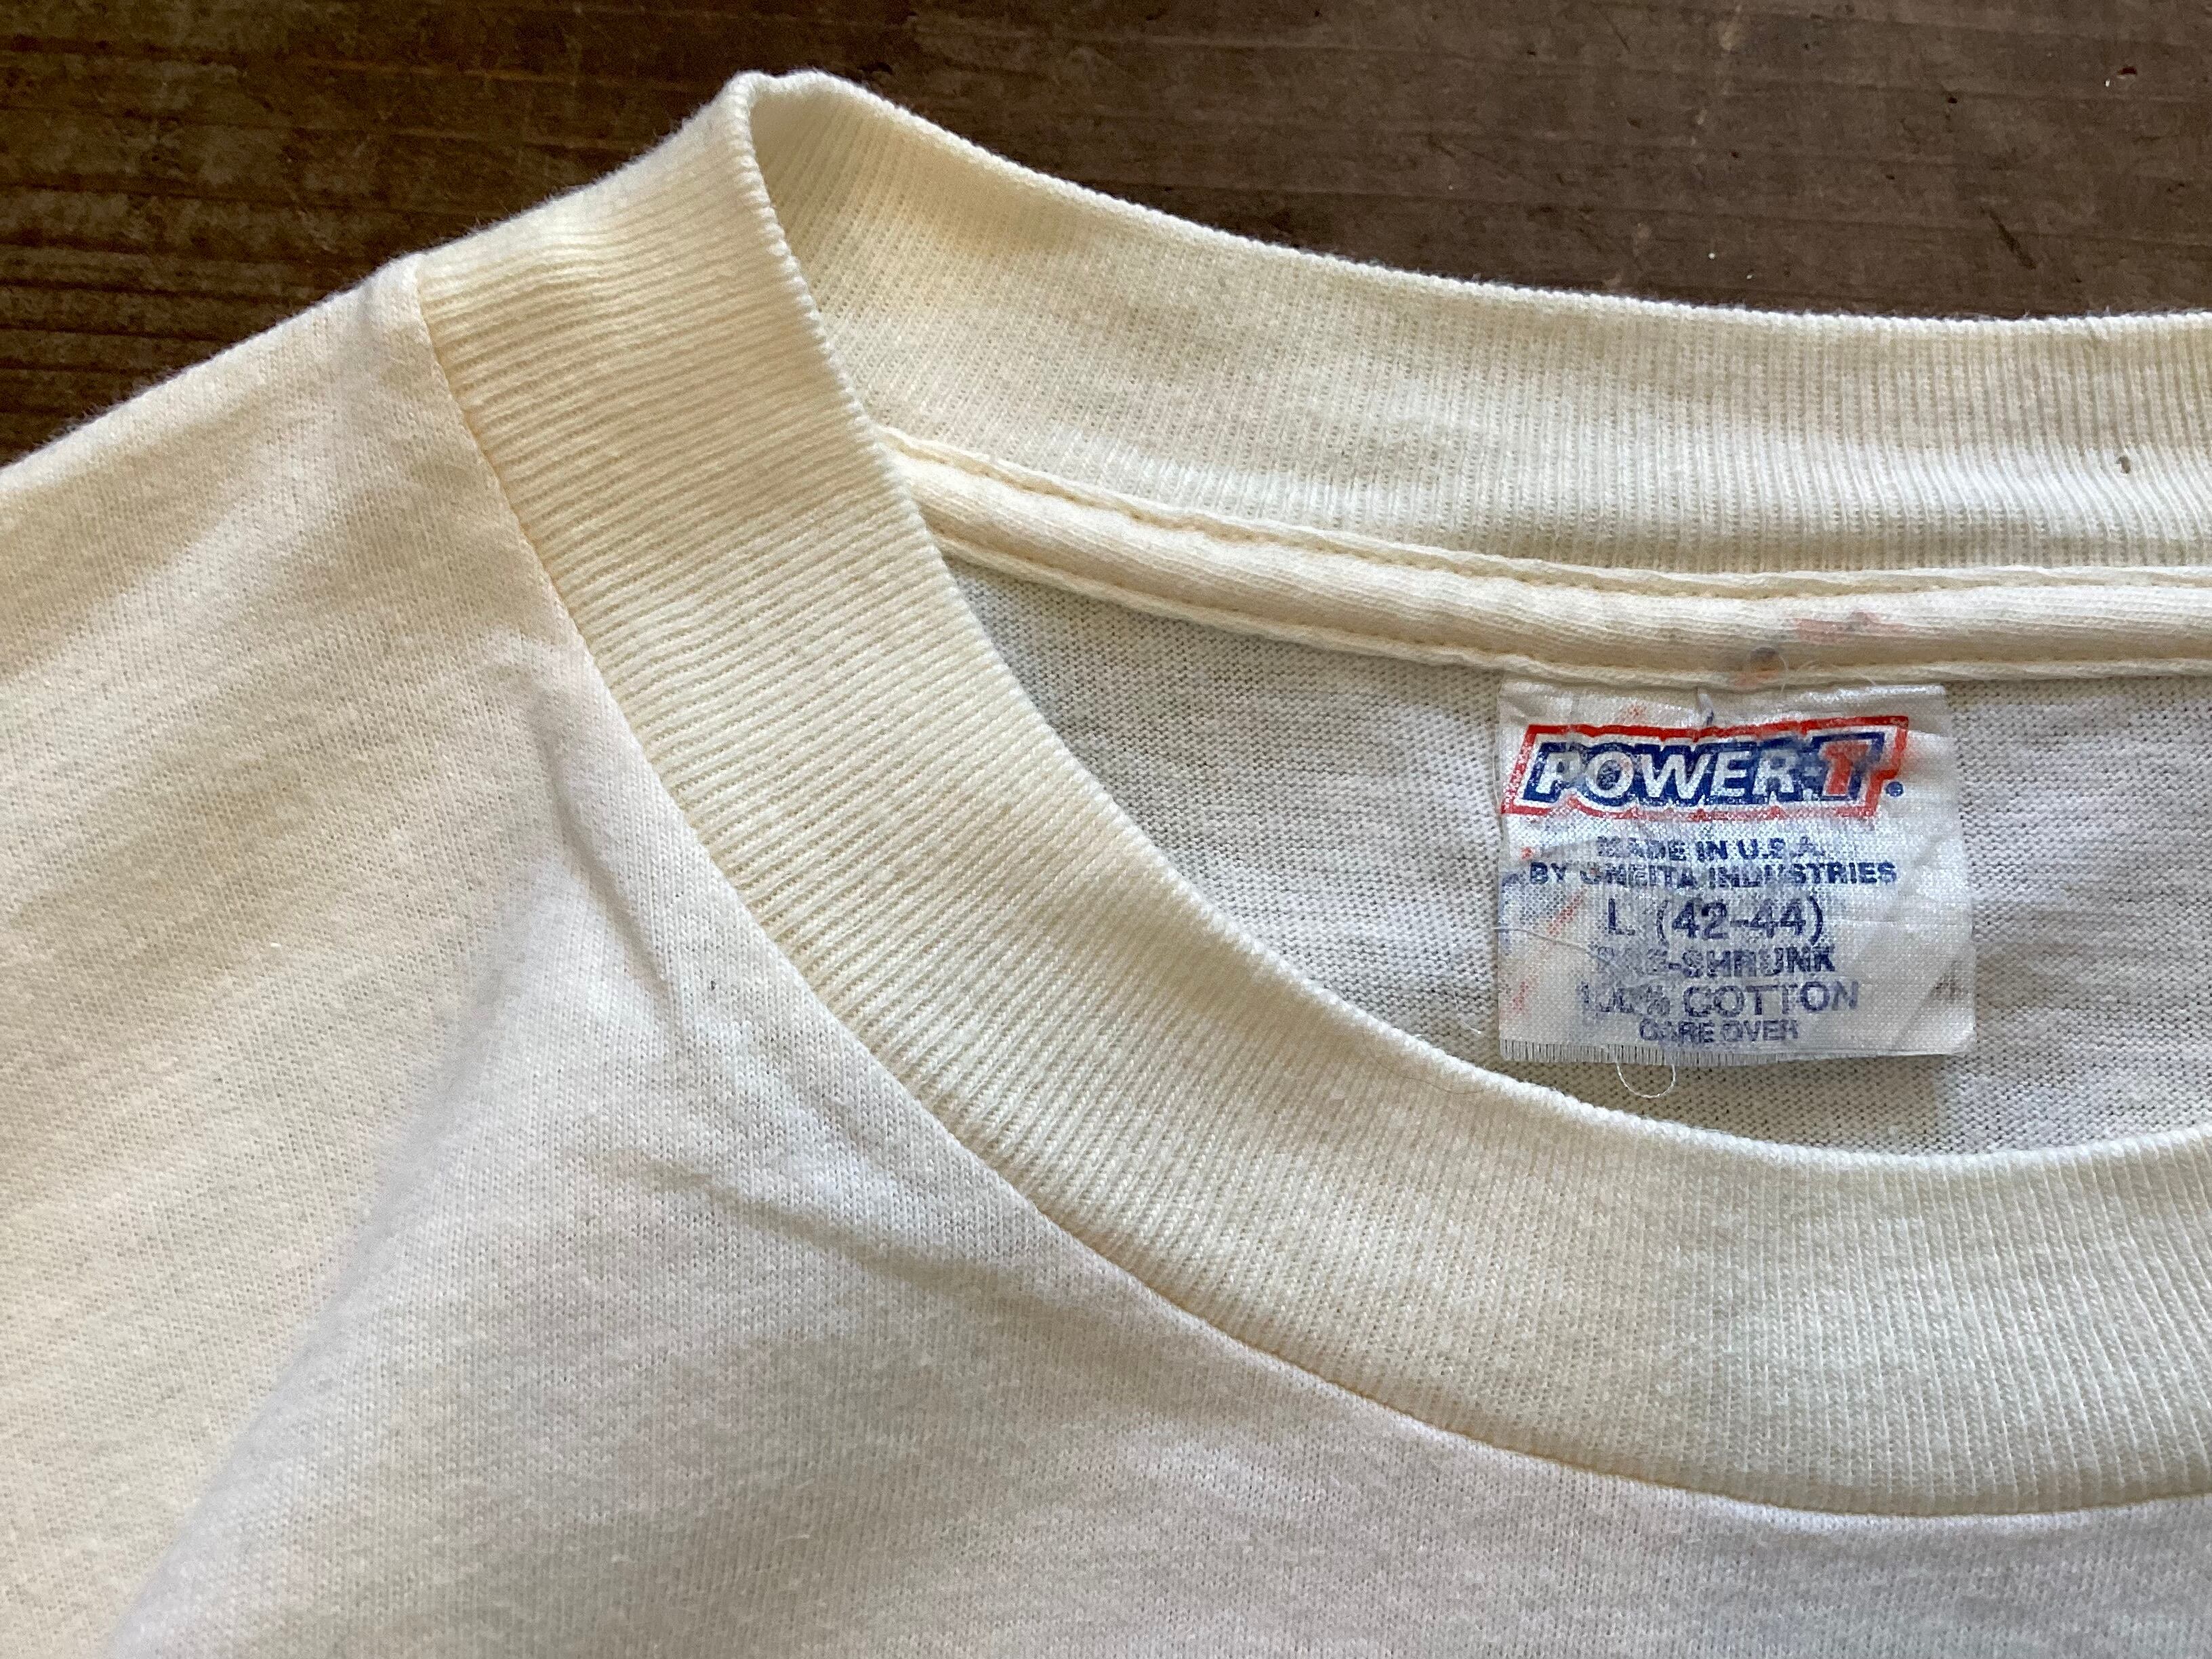 POWER-T.
MADE IN U.S.A.
BY ONEITA INDUSTRIES
L (42-44)
PRE-SHRUNK
100% COTTON
CARE OVER